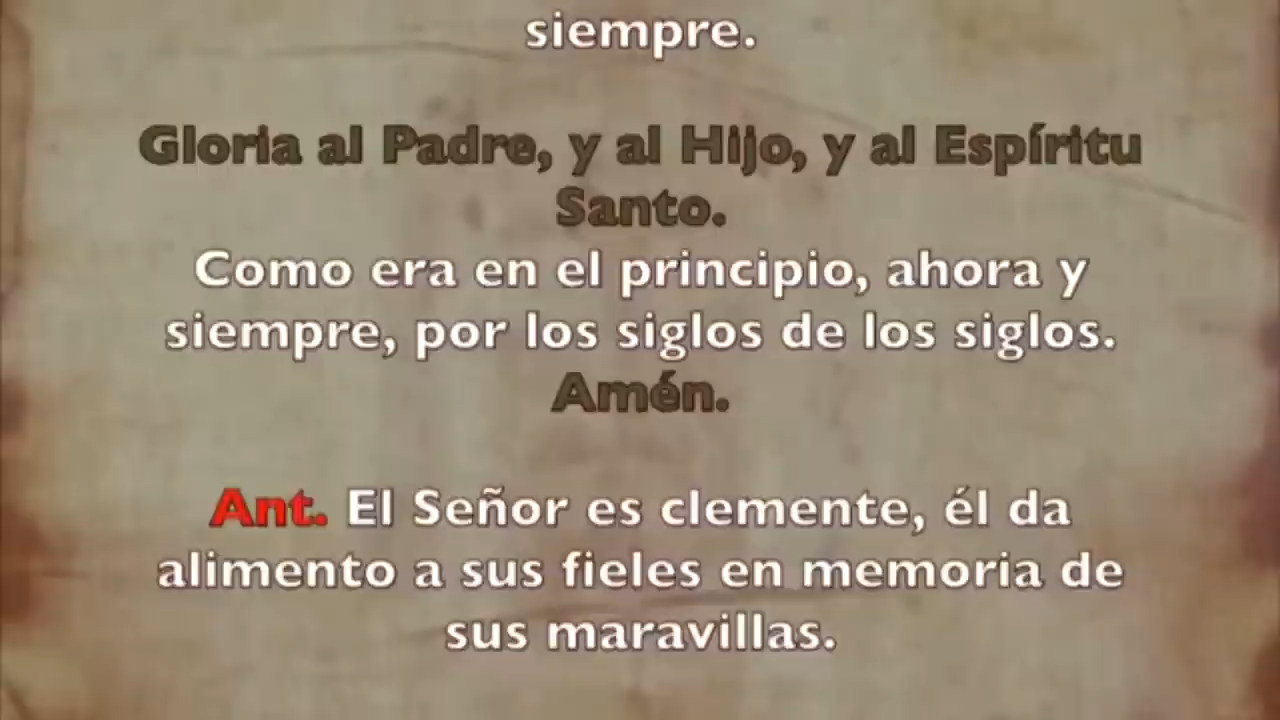 siempre.
Gloria al Padre, y al Hijo, y al Espíritu
Santo.
Como era en el principio, ahora y
siempre, por los siglos de los siglos.
Amén.
Ant. El Señor es clemente, él da
alimento a sus fieles en memoria de
sus maravillas.